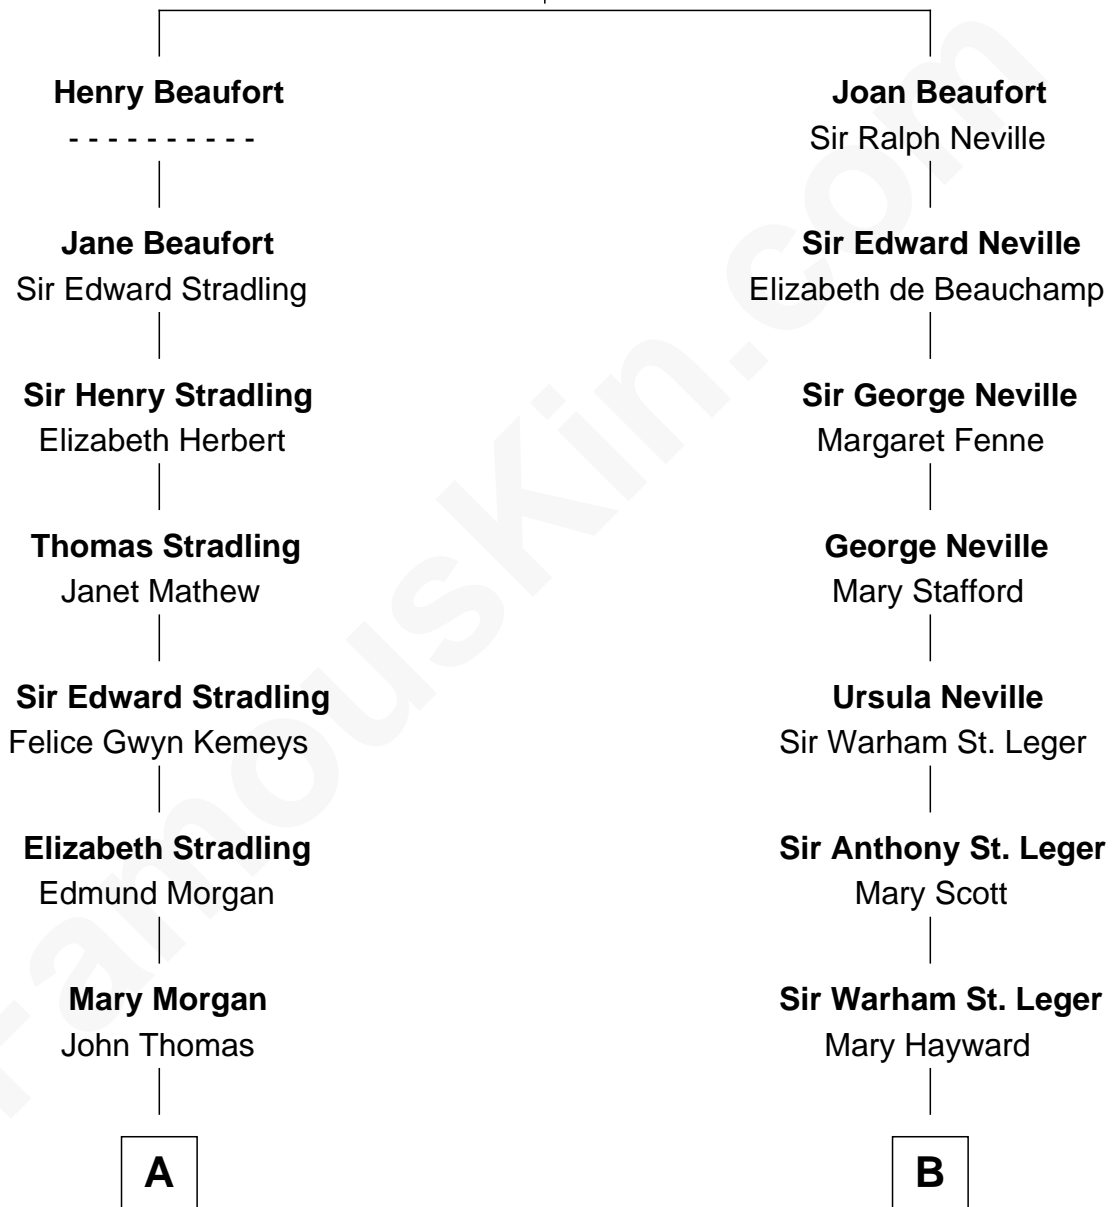 Henry Beaufort
- - - - - - - - - -
Jane Beaufort
Sir Edward Stradling
Sir Henry Stradling
Elizabeth Herbert
Thomas Stradling
Janet Mathew
Sir Edward Stradling
Felice Gwyn Kemeys
Elizabeth Stradling
Edmund Morgan
Mary Morgan
John Thomas
A
Joan Beaufort
Sir Ralph Neville
Sir Edward Neville
Elizabeth de Beauchamp
Sir George Neville
Margaret Fenne
George Neville
Mary Stafford
Ursula Neville
Sir Warham St. Leger
Sir Anthony St. Leger
Mary Scott
Sir Warham St. Leger
Mary Hayward
B
FamousKin.com